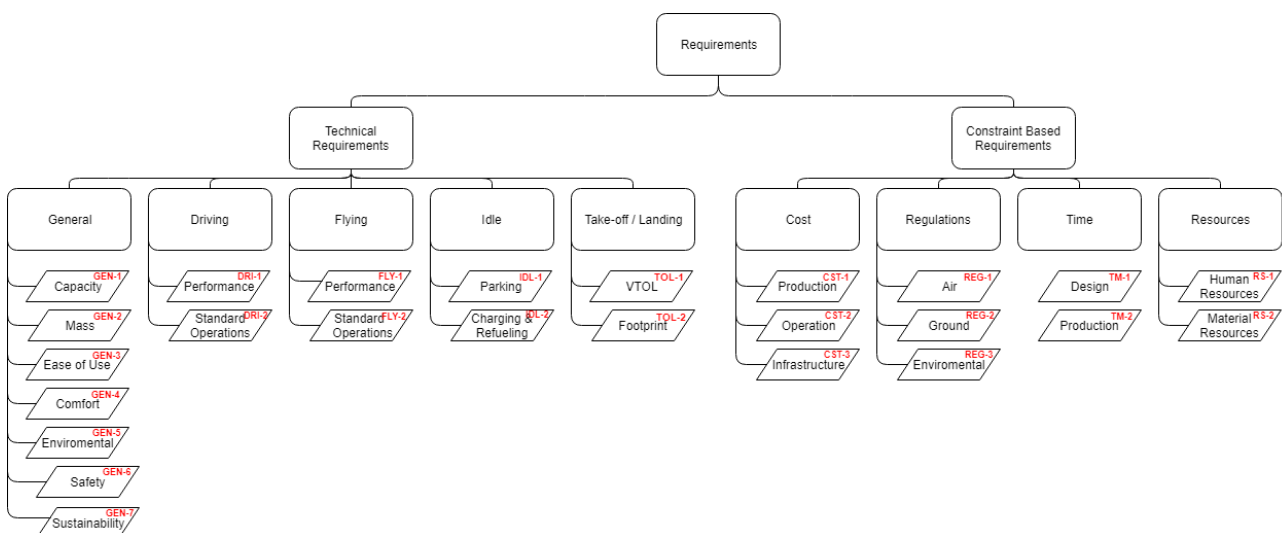 Requirements
Technical
Requirements
Constraint Based
Requirements
General
Driving
Flying
Idle
Take-off / Landing
Cost
Regulations
Time
Resources
GEN-1
Capacity
GEN-2
Mass
GEN-3
Ease of Use
GEN-4
Comfort
GEN-5
Enviromental
GEN-6
Safety
GEN-7
Sustainability
DRI-1
Performance
DRI-2
Standard
Operations
FLY-1
Performance
FLY-2
Standard
Operations
IDL-1
Parking
IDL-2
Charging &
Refueling
TOL-1
VTOL
TOL-2
Footprint
CST-1
Production
CST-2
Operation
CST-3
Infrastructure
REG-1
Air
REG-2
Ground
REG-3
Enviromental
TM-1
Design
TM-2
Production
RS-1
Human
Resources
RS-2
Material
Resources